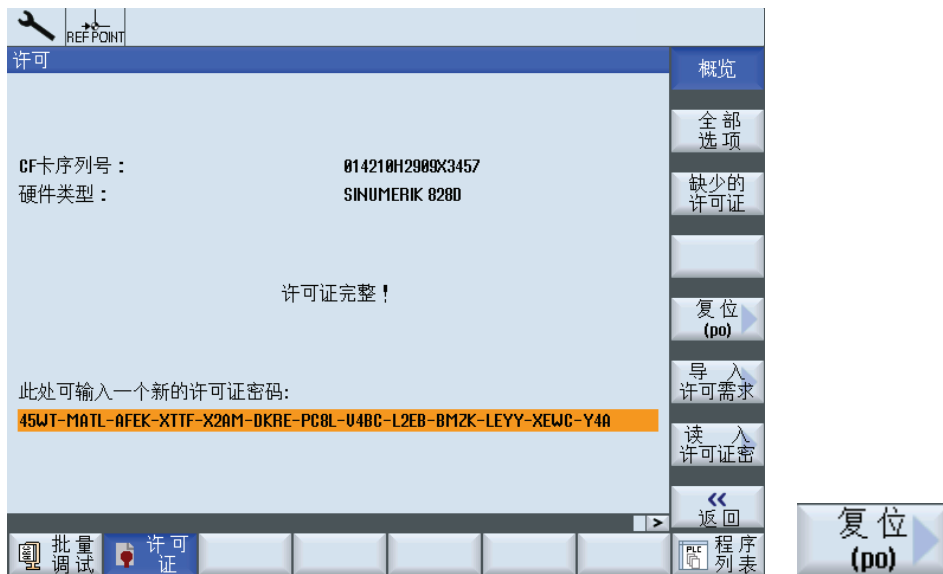 REF POINT
许可
概览
全部
选项
CF卡序列号： 014210H2909X3457
硬件类型： SINUMERIK 828D
缺少的
许可证
许可证完整！
复位
(po)
导 入
许可需求
此处可输入一个新的许可证密码:
45WT-MATL-AFEK-XTTF-X2AM-DKRE-PC8L-U4BC-L2EB-BMZK-LEYY-XEWC-Y4A
读 入
许可证密
<<
返回
>
批量
调试
许可
证
PLC
程序
列表
复位
(po)